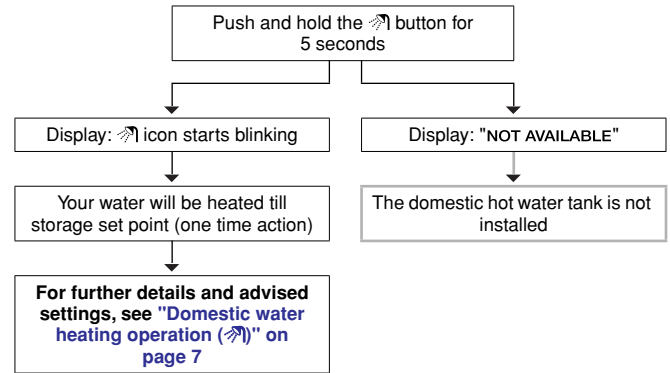 Push and hold the button for
5 seconds
Display: icon starts blinking
Display: "NOT AVAILABLE"
Your water will be heated till
storage set point (one time action)
The domestic hot water tank is not
installed
For further details and advised
settings, see "Domestic water
heating operation ( )" on
page 7